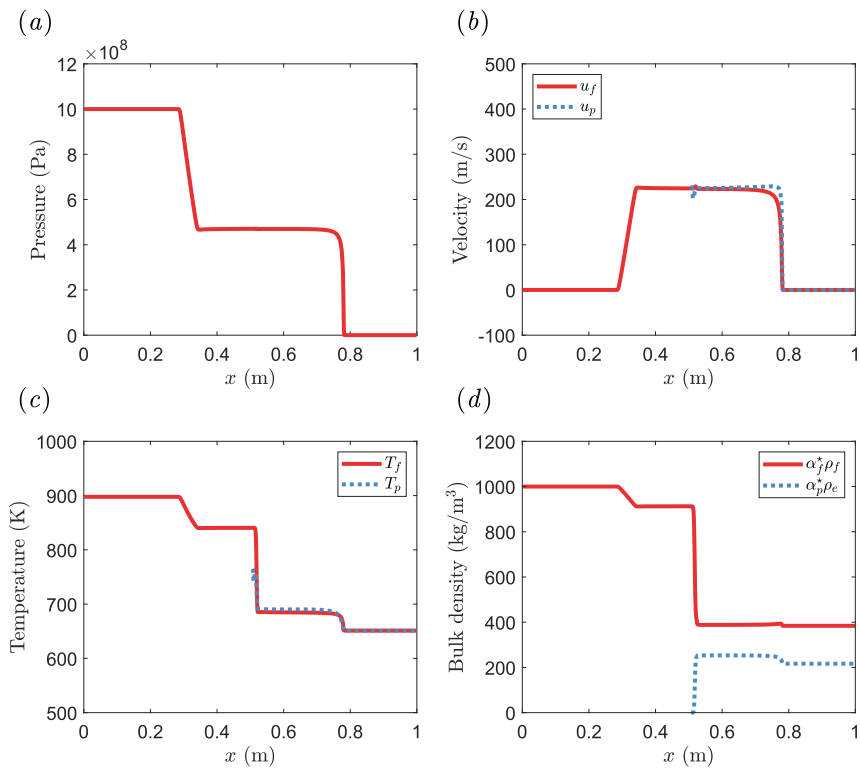 (a)
×10⁸
12
10
8
6
4
2
0
Pressure (Pa)
0 0.2 0.4 0.6 0.8 1
x (m)
(b)
500
400
300
200
100
0
-100
Velocity (m/s)
u_f
u_p
0 0.2 0.4 0.6 0.8 1
x (m)
(c)
1000
900
800
700
600
500
Temperature (K)
T_f
T_p
0 0.2 0.4 0.6 0.8 1
x (m)
(d)
1200
1000
800
600
400
200
0
Bulk density (kg/m³)
α_f^⋆ρ_f
α_p^⋆ρ_e
0 0.2 0.4 0.6 0.8 1
x (m)